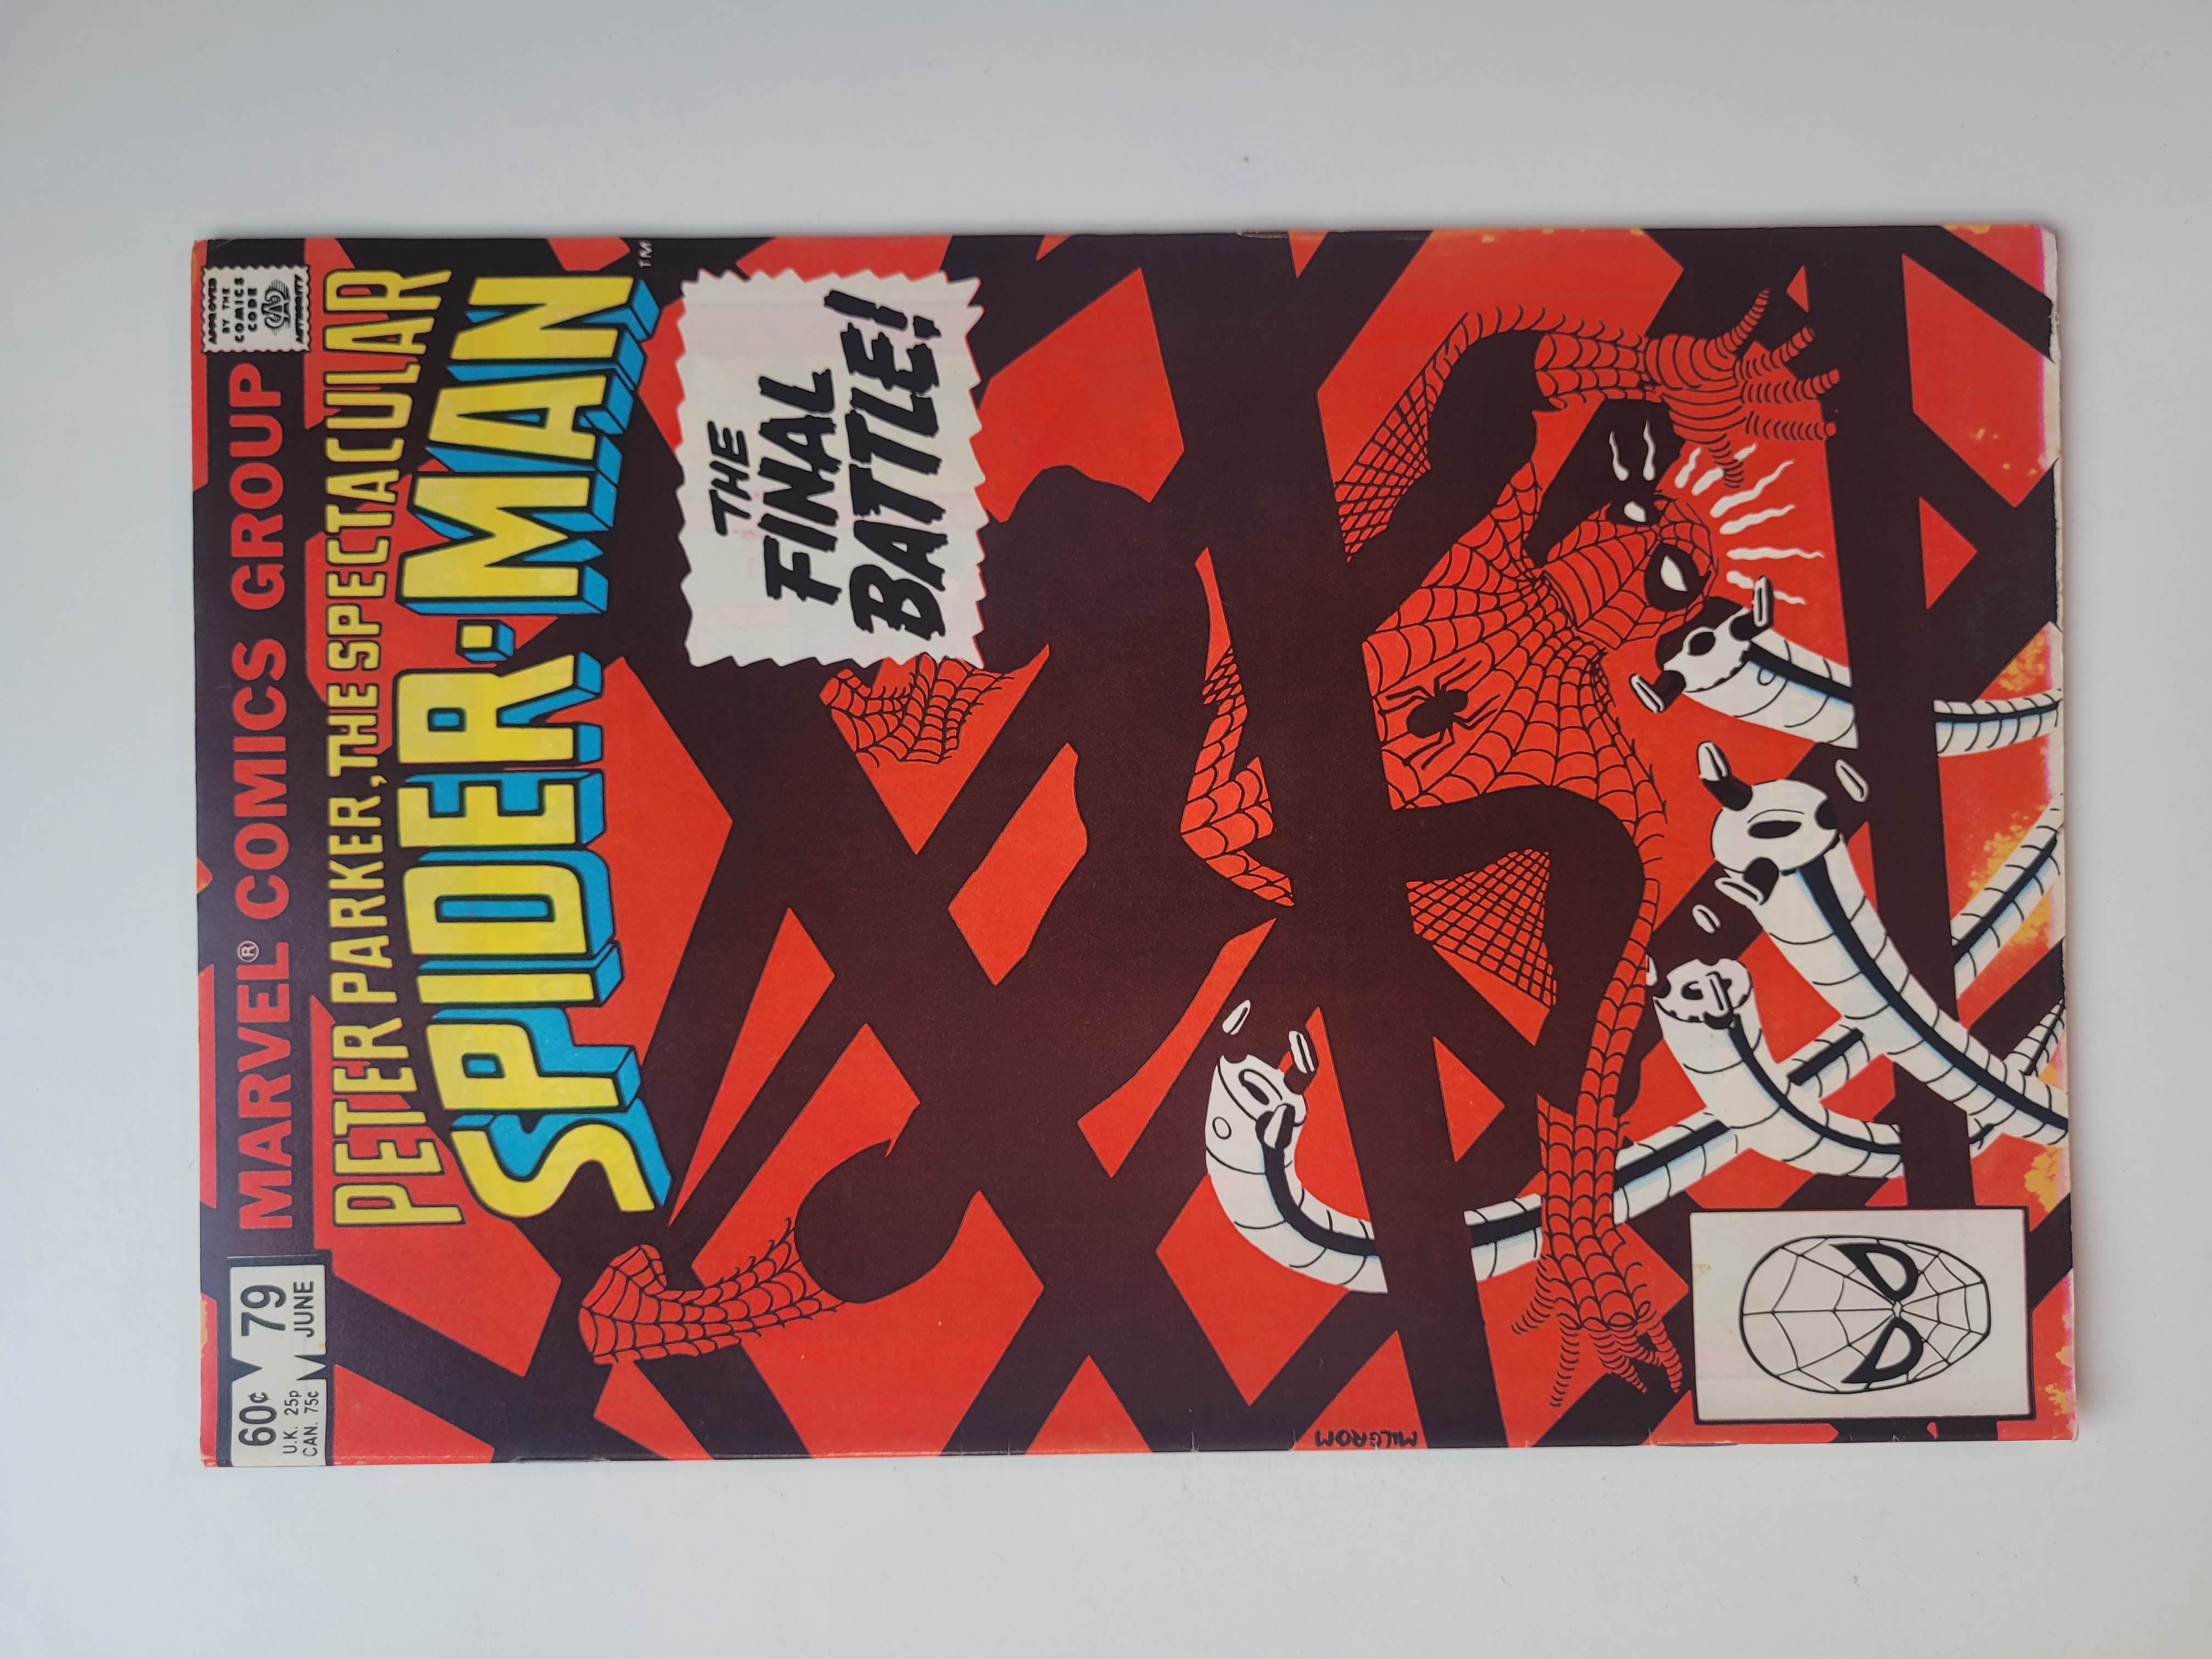 APPROVED
BY THE
COMICS
CODE
CA
AUTHORITY
MARVEL® COMICS GROUP
60¢
U.K. 25p
CAN. 75c
79
JUNE
PETER PARKER, THE SPECTACULAR
SPIDER-MAN
TM
THE
FINAL
BATTLE!
MILGROM